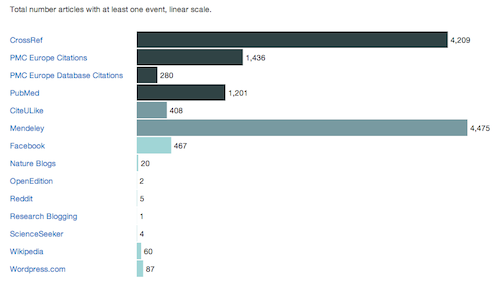 Total number articles with at least one event, linear scale.
CrossRef 4,209
PMC Europe Citations 1,436
PMC Europe Database Citations 280
PubMed 1,201
CiteULike 408
Mendeley 4,475
Facebook 467
Nature Blogs 20
OpenEdition 2
Reddit 5
Research Blogging 1
ScienceSeeker 4
Wikipedia 60
Wordpress.com 87